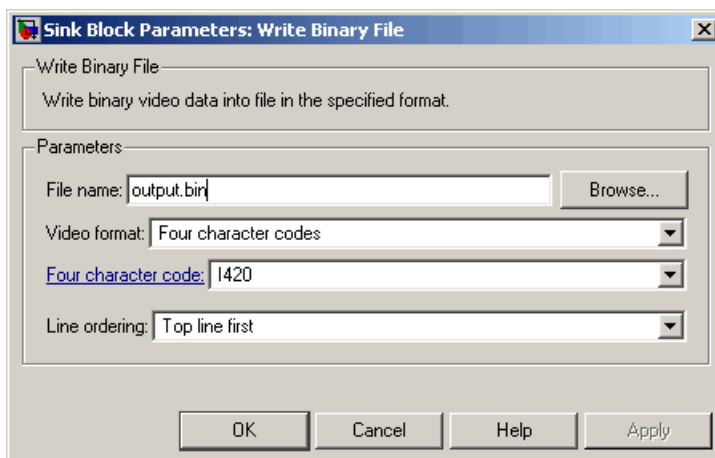 Sink Block Parameters: Write Binary File
Write Binary File
Write binary video data into file in the specified format.
Parameters
File name: output.bin Browse...
Video format: Four character codes
Four character code: I420
Line ordering: Top line first
OK Cancel Help Apply